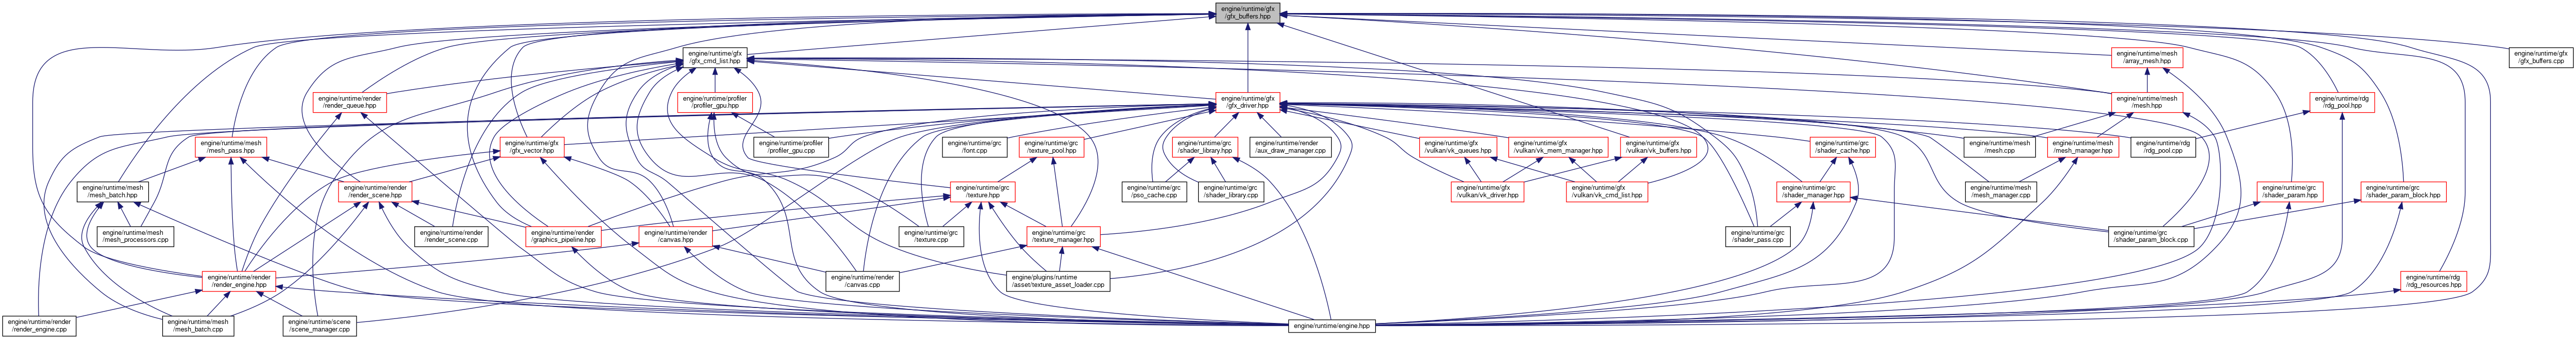 engine/runtime/gfx
/gfx_buffers.hpp
engine/runtime/gfx
/gfx_cmd_list.hpp
engine/runtime/mesh
/array_mesh.hpp
engine/runtime/gfx
/gfx_buffers.cpp
engine/runtime/render
/render_queue.hpp
engine/runtime/profiler
/profiler_gpu.hpp
engine/runtime/gfx
/gfx_driver.hpp
engine/runtime/mesh
/mesh.hpp
engine/runtime/rdg
/rdg_pool.hpp
engine/runtime/mesh
/mesh_pass.hpp
engine/runtime/gfx
/gfx_vector.hpp
engine/runtime/profiler
/profiler_gpu.cpp
engine/runtime/grc
/font.cpp
engine/runtime/grc
/texture_pool.hpp
engine/runtime/grc
/shader_library.hpp
engine/runtime/render
/aux_draw_manager.cpp
engine/runtime/gfx
/vulkan/vk_queues.hpp
engine/runtime/gfx
/vulkan/vk_mem_manager.hpp
engine/runtime/gfx
/vulkan/vk_buffers.hpp
engine/runtime/grc
/shader_cache.hpp
engine/runtime/mesh
/mesh.cpp
engine/runtime/mesh
/mesh_manager.hpp
engine/runtime/rdg
/rdg_pool.cpp
engine/runtime/mesh
/mesh_batch.hpp
engine/runtime/render
/render_scene.hpp
engine/runtime/grc
/texture.hpp
engine/runtime/grc
/pso_cache.cpp
engine/runtime/grc
/shader_library.cpp
engine/runtime/gfx
/vulkan/vk_driver.hpp
engine/runtime/gfx
/vulkan/vk_cmd_list.hpp
engine/runtime/grc
/shader_manager.hpp
engine/runtime/mesh
/mesh_manager.cpp
engine/runtime/grc
/shader_param.hpp
engine/runtime/grc
/shader_param_block.hpp
engine/runtime/mesh
/mesh_processors.cpp
engine/runtime/render
/render_scene.cpp
engine/runtime/render
/graphics_pipeline.hpp
engine/runtime/render
/canvas.hpp
engine/runtime/grc
/texture.cpp
engine/runtime/grc
/texture_manager.hpp
engine/runtime/grc
/shader_pass.cpp
engine/runtime/grc
/shader_param_block.cpp
engine/runtime/render
/render_engine.hpp
engine/runtime/render
/canvas.cpp
engine/plugins/runtime
/asset/texture_asset_loader.cpp
engine/runtime/rdg
/rdg_resources.hpp
engine/runtime/render
/render_engine.cpp
engine/runtime/mesh
/mesh_batch.cpp
engine/runtime/scene
/scene_manager.cpp
engine/runtime/engine.hpp